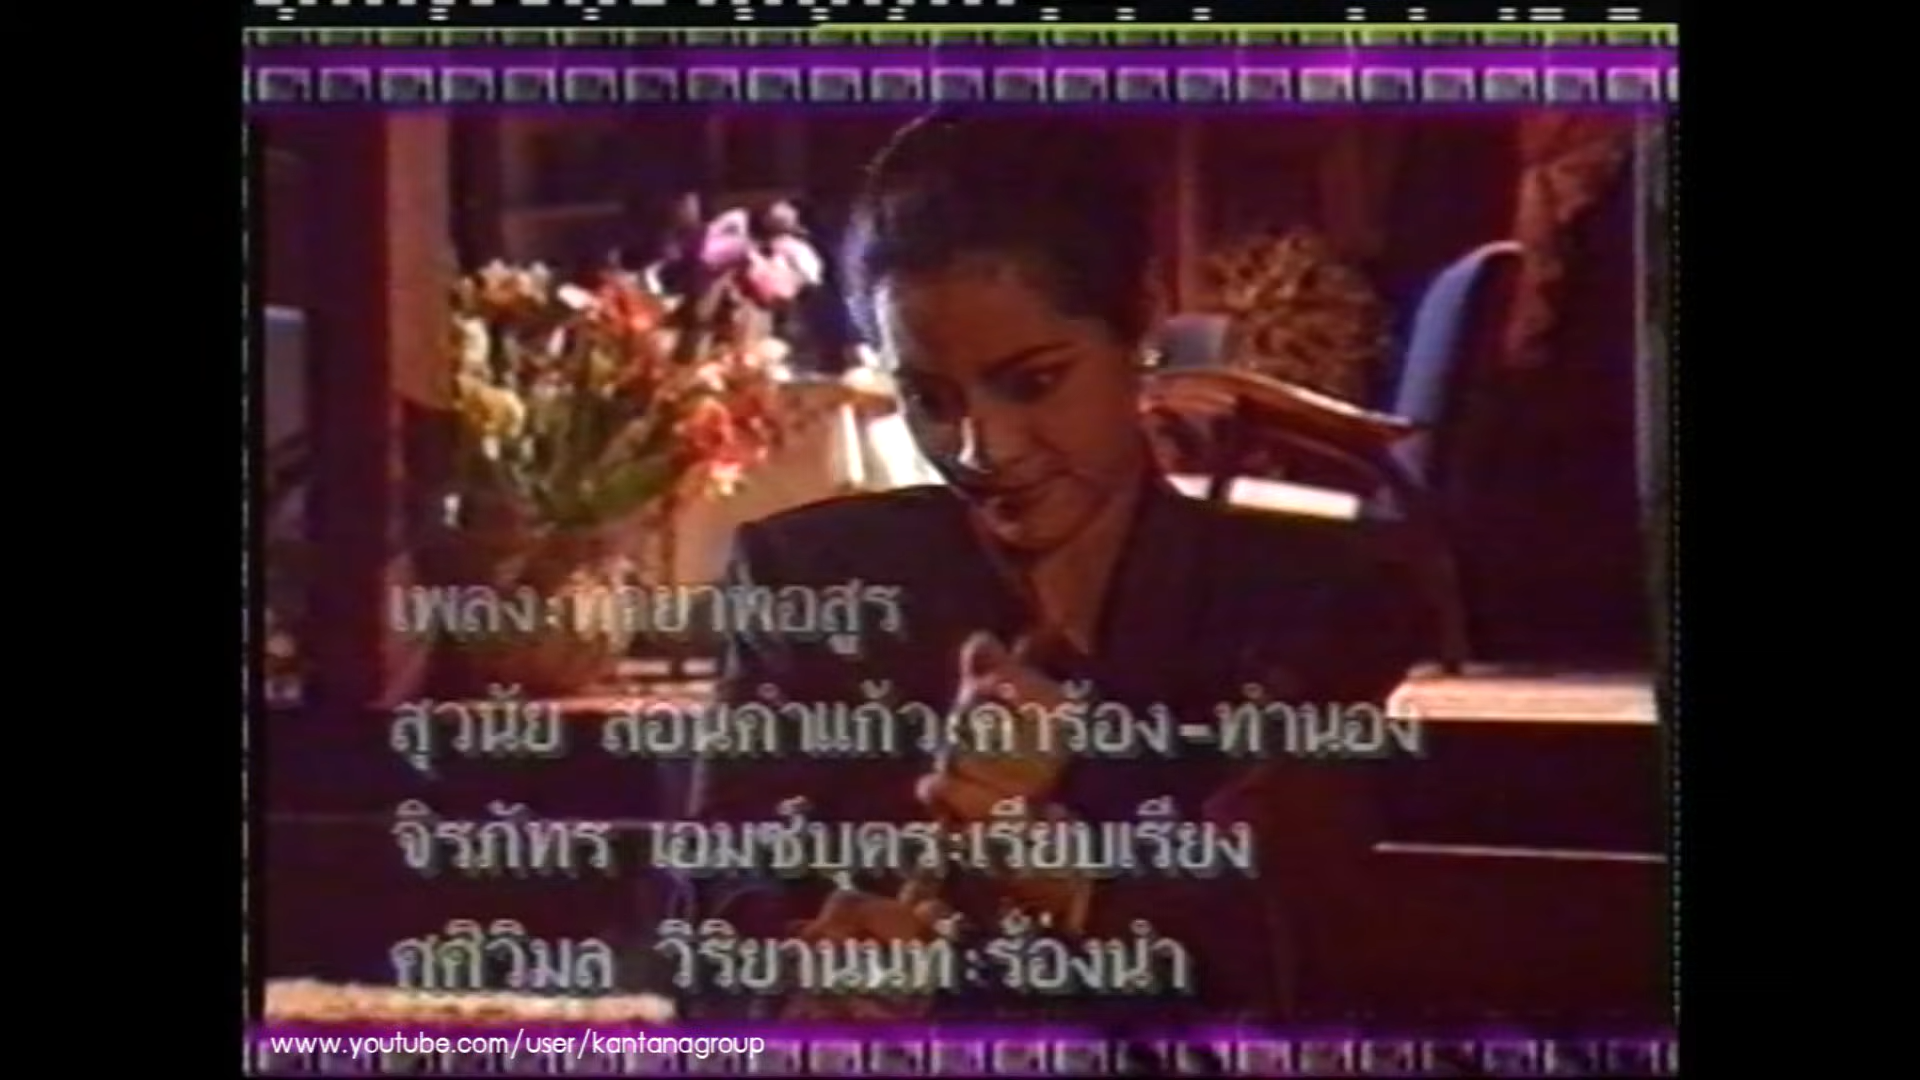 เพลง:ทายาทอสูร
สุวนัย ส่อนคำแก้ว:คำร้อง-ทำนอง
จิรภัทร เอมซ์บุตร:เรียบเรียง
ศศิวิมล วิริยานนท์:ร้องนำ
www.youtube.com/user/kantanagroup